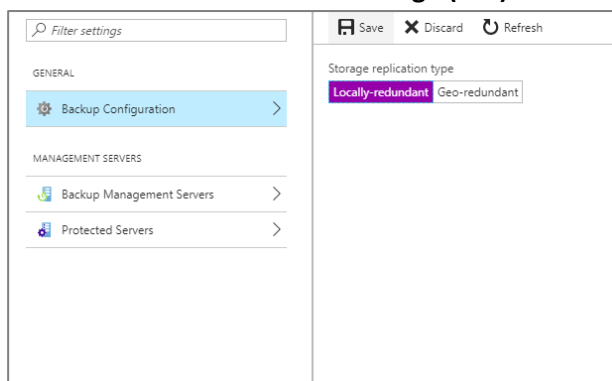 Filter settings
GENERAL
Backup Configuration
MANAGEMENT SERVERS
Backup Management Servers
Protected Servers
Save Discard Refresh
Storage replication type
Locally-redundant Geo-redundant